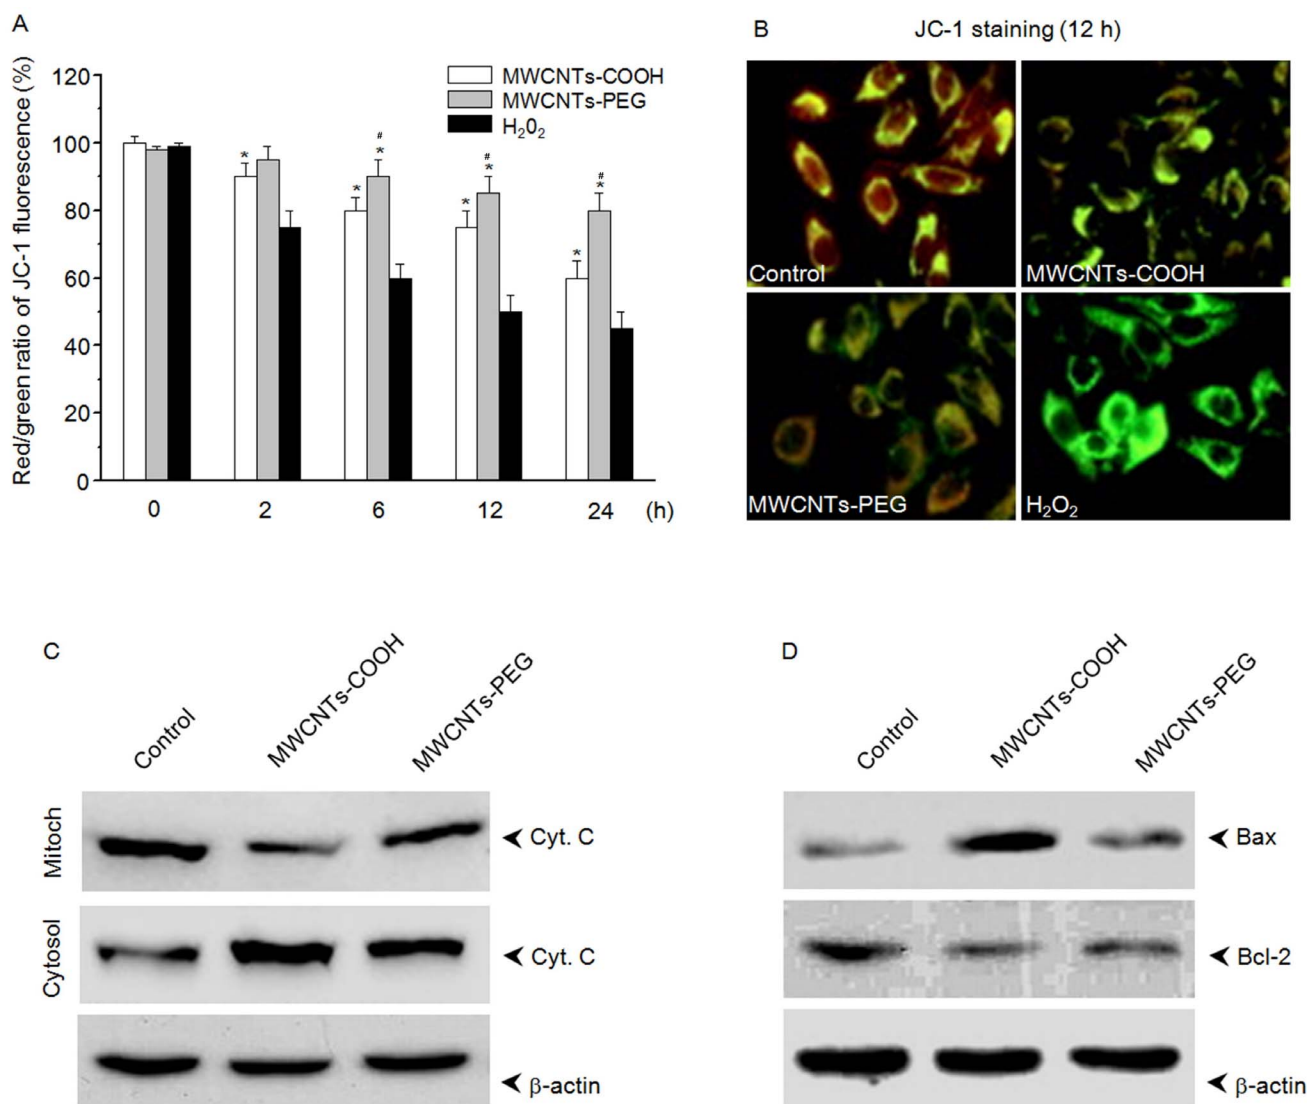 A
Red/green ratio of JC-1 fluorescence (%)
120
100
80
60
40
20
0
MWCNTs-COOH
MWCNTs-PEG
H₂0₂
*
#
*
*
#
*
*
#
*
*
0 2 6 12 24 (h)
B
JC-1 staining (12 h)
Control
MWCNTs-COOH
MWCNTs-PEG
H₂O₂
C
Control
MWCNTs-COOH
MWCNTs-PEG
Mitoch
Cyt. C
Cytosol
Cyt. C
β-actin
D
Control
MWCNTs-COOH
MWCNTs-PEG
Bax
Bcl-2
β-actin